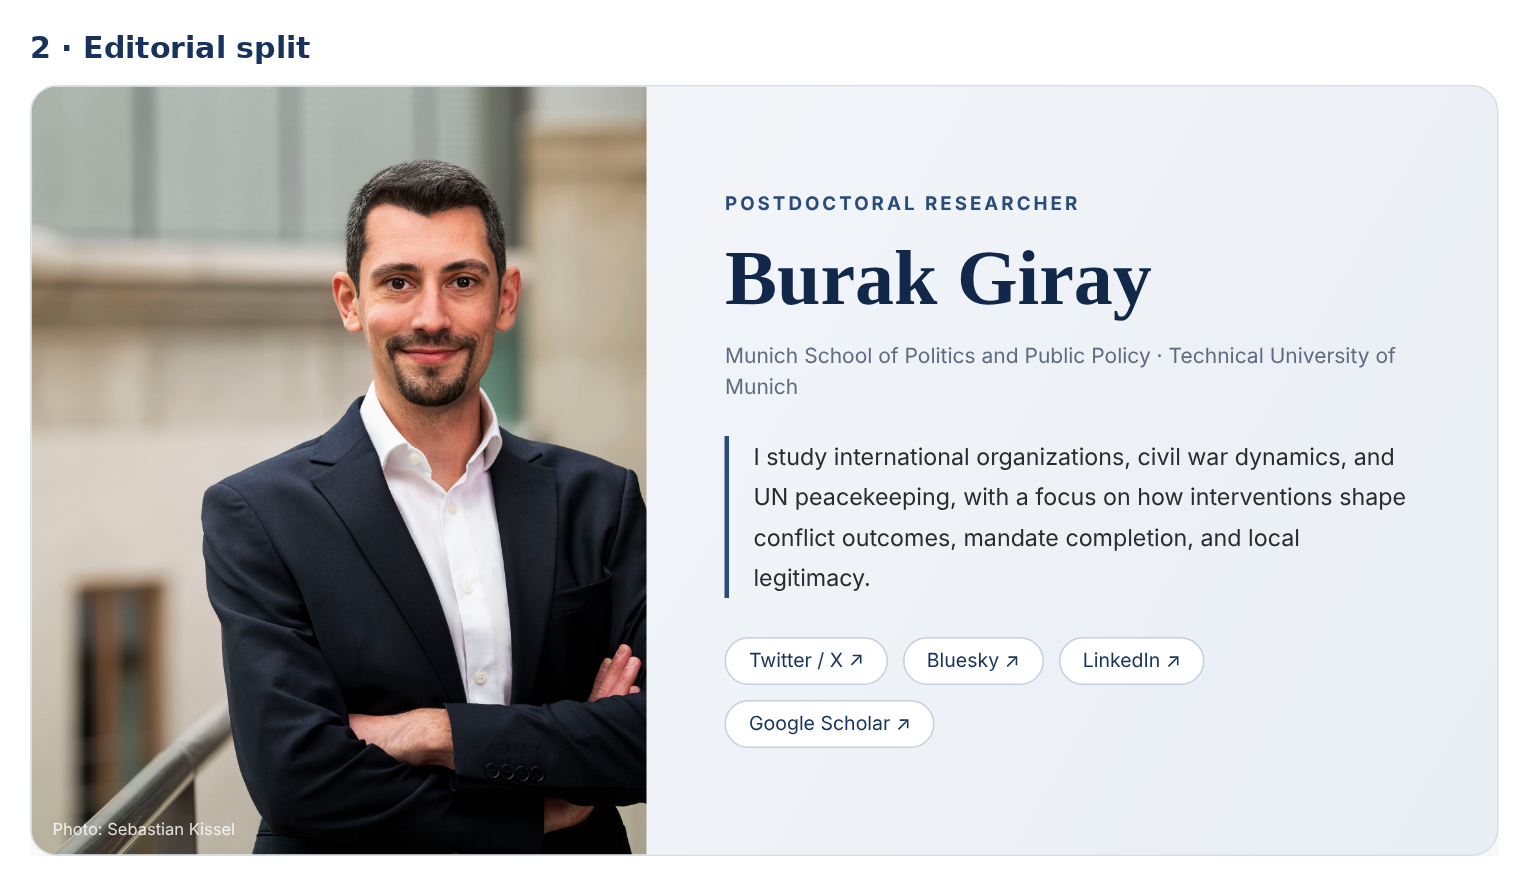 2 · Editorial split
POSTDOCTORAL RESEARCHER
Burak Giray
Munich School of Politics and Public Policy · Technical University of
Munich
I study international organizations, civil war dynamics, and
UN peacekeeping, with a focus on how interventions shape
conflict outcomes, mandate completion, and local
legitimacy.
Twitter / X ↗ Bluesky ↗ LinkedIn ↗
Google Scholar ↗
Photo: Sebastian Kissel